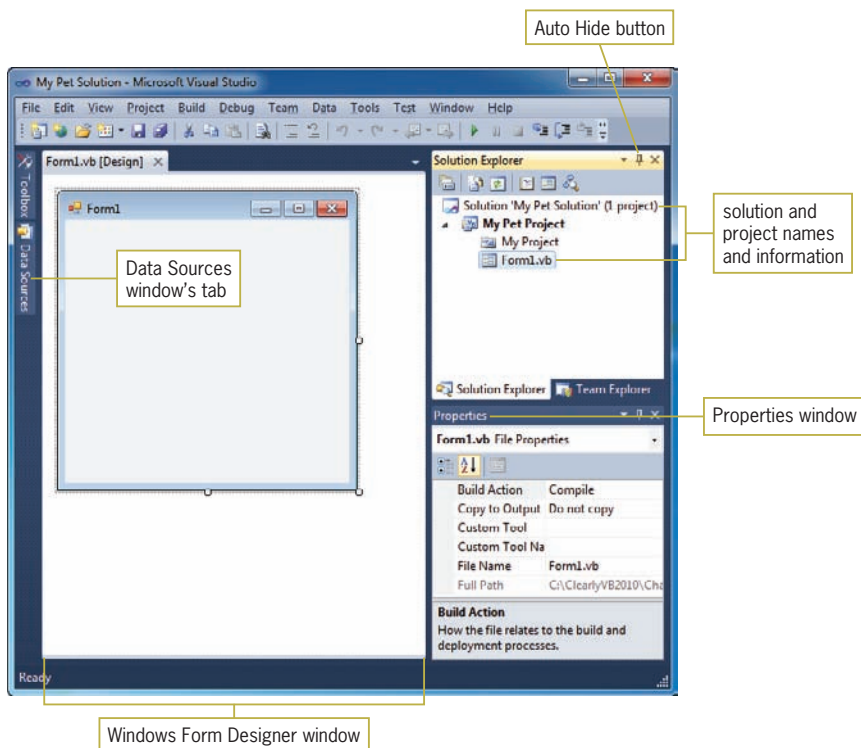 Auto Hide button
My Pet Solution - Microsoft Visual Studio
File Edit View Project Build Debug Team Data Tools Test Window Help
Toolbox
Data Sources
Form1.vb [Design]
Form1
Data Sources
window's tab
Solution Explorer
Solution 'My Pet Solution' (1 project)
My Pet Project
My Project
Form1.vb
solution and
project names
and information
Solution Explorer Team Explorer
Properties
Properties window
Form1.vb File Properties
Build Action Compile
Copy to Output Do not copy
Custom Tool
Custom Tool Na
File Name Form1.vb
Full Path C:\ClearlyVB2010\Cha
Build Action
How the file relates to the build and
deployment processes.
Ready
Windows Form Designer window